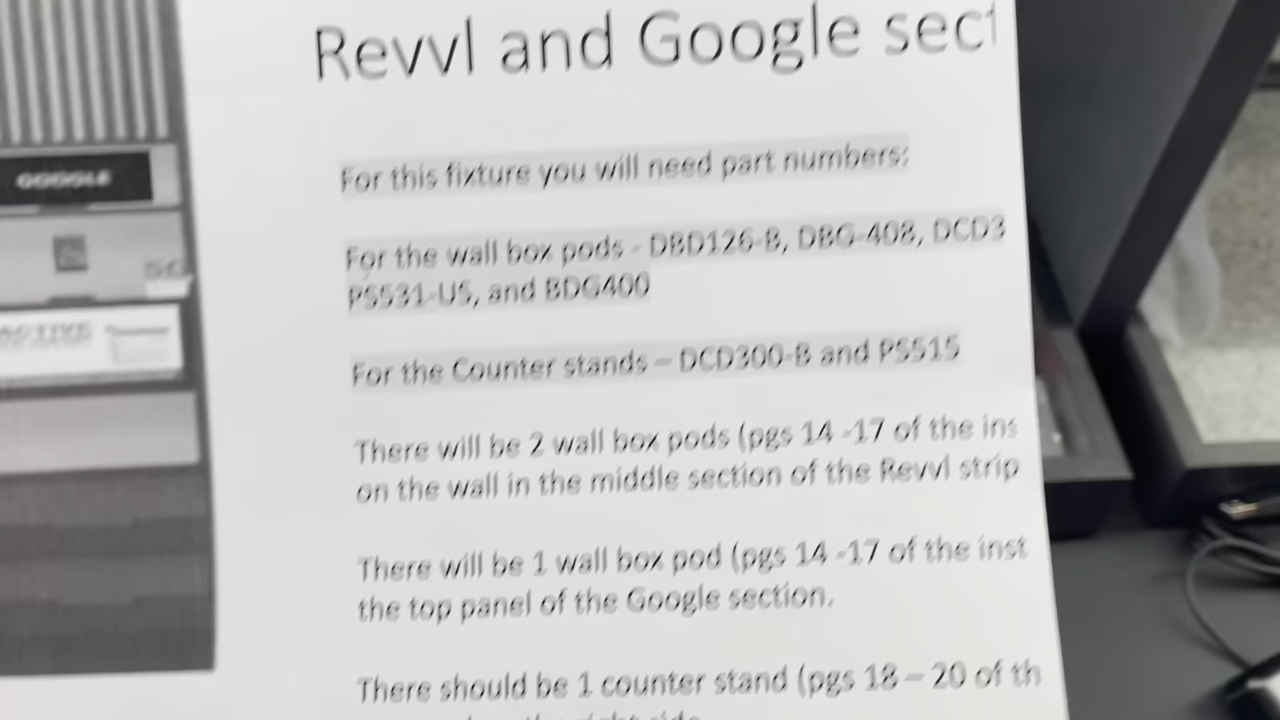 Revvl and Google sect
For this fixture you will need part numbers:
For the wall box pods - DBD126-B, DBG-408, DCD3
PS531-US, and BDG400
For the Counter stands – DCD300-B and PS515
There will be 2 wall box pods (pgs 14 -17 of the ins
on the wall in the middle section of the Revvl strip
There will be 1 wall box pod (pgs 14 -17 of the inst
the top panel of the Google section.
There should be 1 counter stand (pgs 18 – 20 of th
GOOGLE
5G
ACTIVE